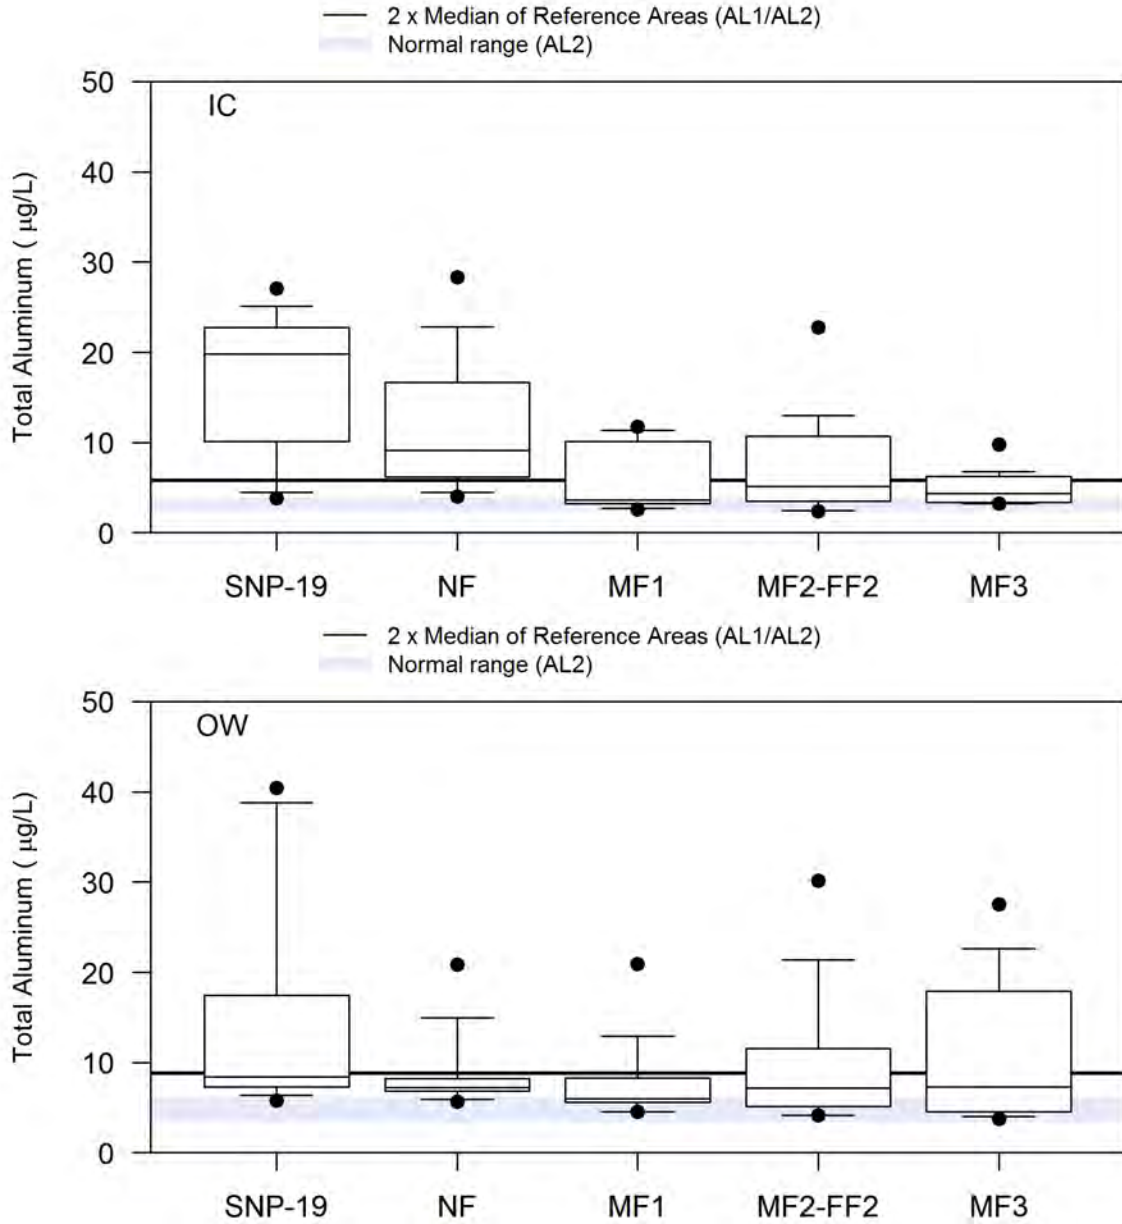 2 x Median of Reference Areas (AL1/AL2)
Normal range (AL2)
50
IC
40
30
20
10
0
Total Aluminum ( µg/L)
SNP-19 NF MF1 MF2-FF2 MF3
2 x Median of Reference Areas (AL1/AL2)
Normal range (AL2)
50
OW
40
30
20
10
0
Total Aluminum ( µg/L)
SNP-19 NF MF1 MF2-FF2 MF3